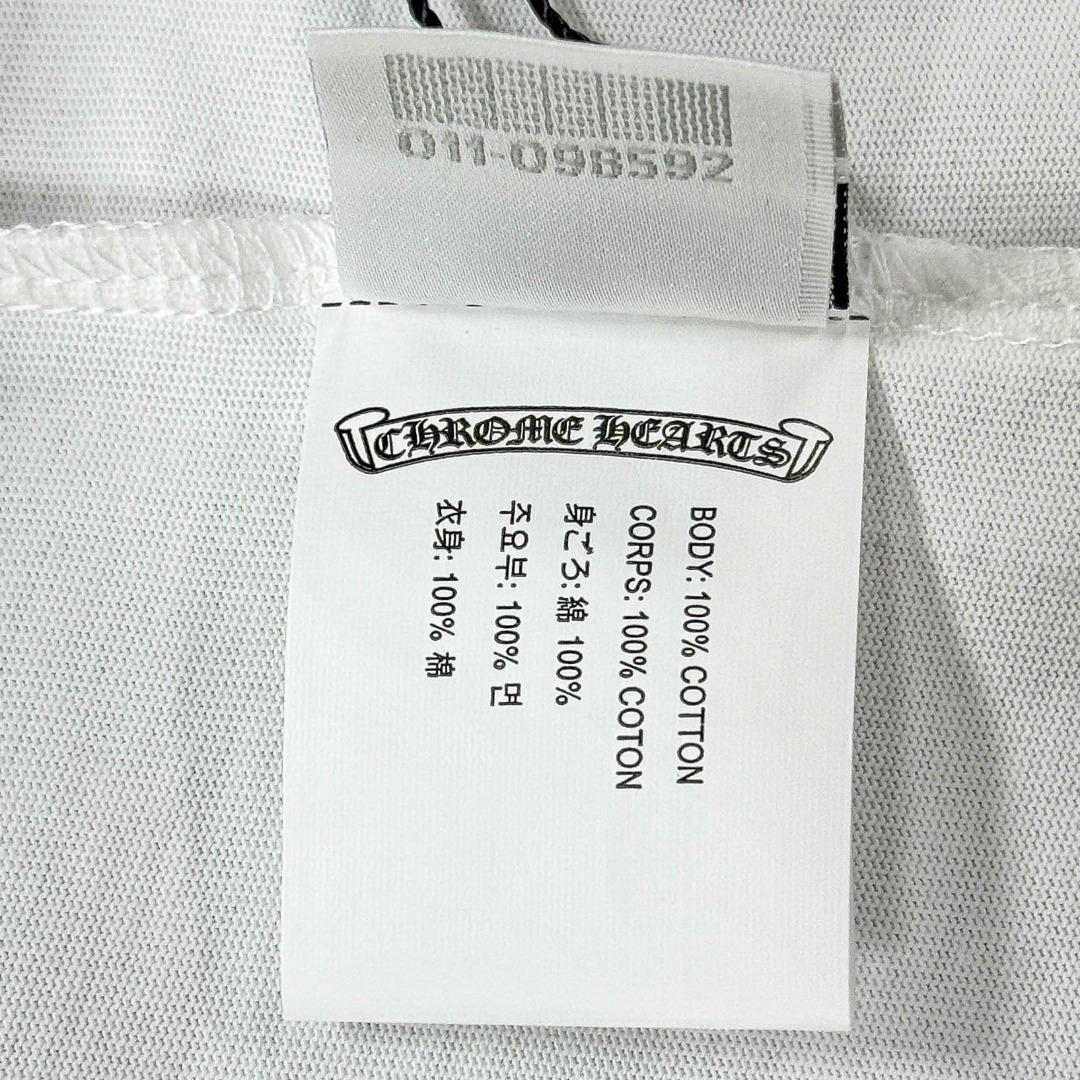 011-098592
CHROME HEARTS
BODY: 100% COTTON
CORPS: 100% COTON
身ごろ: 綿 100%
주요부: 100% 면
衣身: 100% 棉